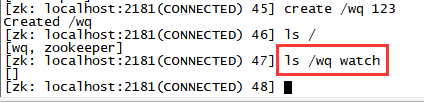 [zk: localhost:2181(CONNECTED) 45] create /wq 123
Created /wq
[zk: localhost:2181(CONNECTED) 46] ls /
[wq, zookeeper]
[zk: localhost:2181(CONNECTED) 47] ls /wq watch
[]
[zk: localhost:2181(CONNECTED) 48]